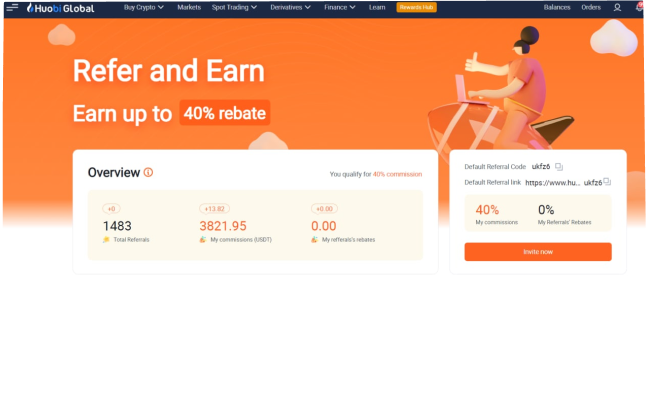 Huobi Global Buy Crypto Markets Spot Trading Derivatives Finance Learn Rewards Hub Balances Orders
Refer and Earn
Earn up to 40% rebate
Overview
You qualify for 40% commission
+0 +13.82 +0.00
1483 3821.95 0.00
Total Referrals My commissions (USDT) My refferals's rebates
Default Referral Code ukfz6
Default Referral link https://www.hu... ukfz6
40% 0%
My commissions My Referrals' Rebates
Invite now